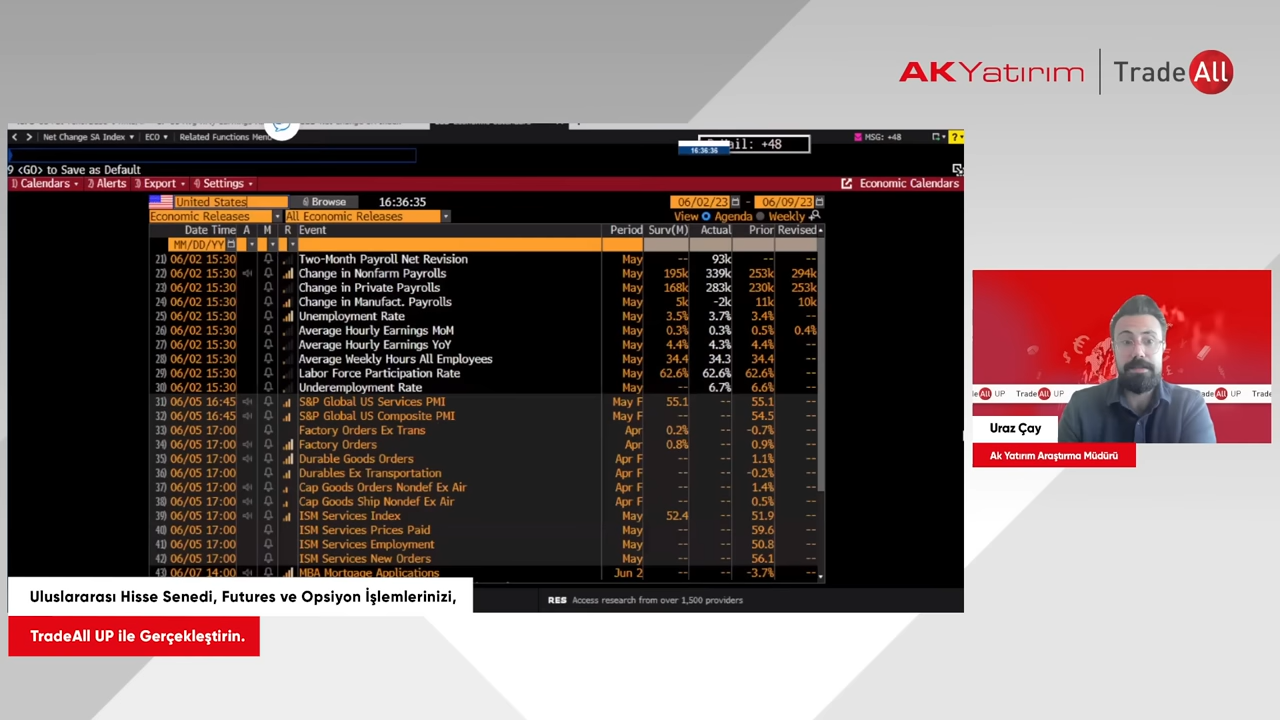 AKYatırım | TradeAll
Net Change SA Index ▾ ECO ▾ Related Functions Menu
MSG: +48
ail: +48
16:36:36
9 <GO> to Save as Default
1) Calendars ▾ 2) Alerts 3) Export ▾ 4) Settings ▾ Economic Calendars
United States Browse 16:36:35 06/02/23 - 06/09/23
Economic Releases All Economic Releases View Agenda Weekly
Date Time A M R Event Period Surv(M) Actual Prior Revised
MM/DD/YY
21) 06/02 15:30 Two-Month Payroll Net Revision May -- 93k -- --
22) 06/02 15:30 Change in Nonfarm Payrolls May 195k 339k 253k 294k
23) 06/02 15:30 Change in Private Payrolls May 168k 283k 230k 253k
24) 06/02 15:30 Change in Manufact. Payrolls May 5k -2k 11k 10k
25) 06/02 15:30 Unemployment Rate May 3.5% 3.7% 3.4% --
26) 06/02 15:30 Average Hourly Earnings MoM May 0.3% 0.3% 0.5% 0.4%
27) 06/02 15:30 Average Hourly Earnings YoY May 4.4% 4.3% 4.4% --
28) 06/02 15:30 Average Weekly Hours All Employees May 34.4 34.3 34.4 --
29) 06/02 15:30 Labor Force Participation Rate May 62.6% 62.6% 62.6% --
30) 06/02 15:30 Underemployment Rate May -- 6.7% 6.6% --
31) 06/05 16:45 S&P Global US Services PMI May F 55.1 -- 55.1 --
32) 06/05 16:45 S&P Global US Composite PMI May F -- -- 54.5 --
33) 06/05 17:00 Factory Orders Ex Trans Apr 0.2% -- -0.7% --
34) 06/05 17:00 Factory Orders Apr 0.8% -- 0.9% --
35) 06/05 17:00 Durable Goods Orders Apr F -- -- 1.1% --
36) 06/05 17:00 Durables Ex Transportation Apr F -- -- -0.2% --
37) 06/05 17:00 Cap Goods Orders Nondef Ex Air Apr F -- -- 1.4% --
38) 06/05 17:00 Cap Goods Ship Nondef Ex Air Apr F -- -- 0.5% --
39) 06/05 17:00 ISM Services Index May 52.4 -- 51.9 --
40) 06/05 17:00 ISM Services Prices Paid May -- -- 59.6 --
41) 06/05 17:00 ISM Services Employment May -- -- 50.8 --
42) 06/05 17:00 ISM Services New Orders May -- -- 56.1 --
43) 06/07 14:00 MBA Mortgage Applications Jun 2 -- -- -3.7% --
RES Access research from over 1,500 providers
Uluslararası Hisse Senedi, Futures ve Opsiyon İşlemlerinizi,
TradeAll UP ile Gerçekleştirin.
Uraz Çay
Ak Yatırım Araştırma Müdürü